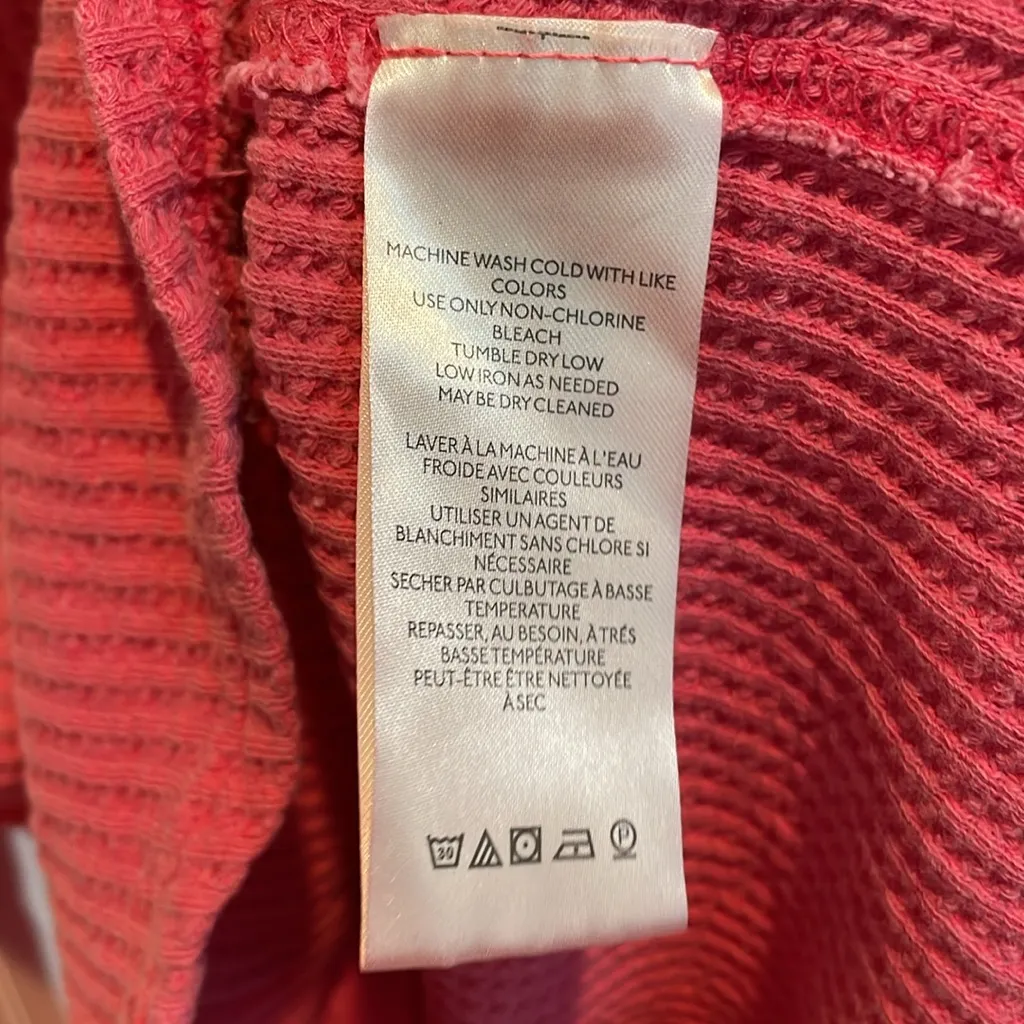 MACHINE WASH COLD WITH LIKE
COLORS
USE ONLY NON-CHLORINE
BLEACH
TUMBLE DRY LOW
LOW IRON AS NEEDED
MAY BE DRY CLEANED
LAVER À LA MACHINE À L'EAU
FROIDE AVEC COULEURS
SIMILAIRES
UTILISER UN AGENT DE
BLANCHIMENT SANS CHLORE SI
NÉCESSAIRE
SECHER PAR CULBUTAGE À BASSE
TEMPERATURE
REPASSER, AU BESOIN, À TRÉS
BASSE TEMPÉRATURE
PEUT-ÊTRE ÊTRE NETTOYÉE
À SEC
30 P